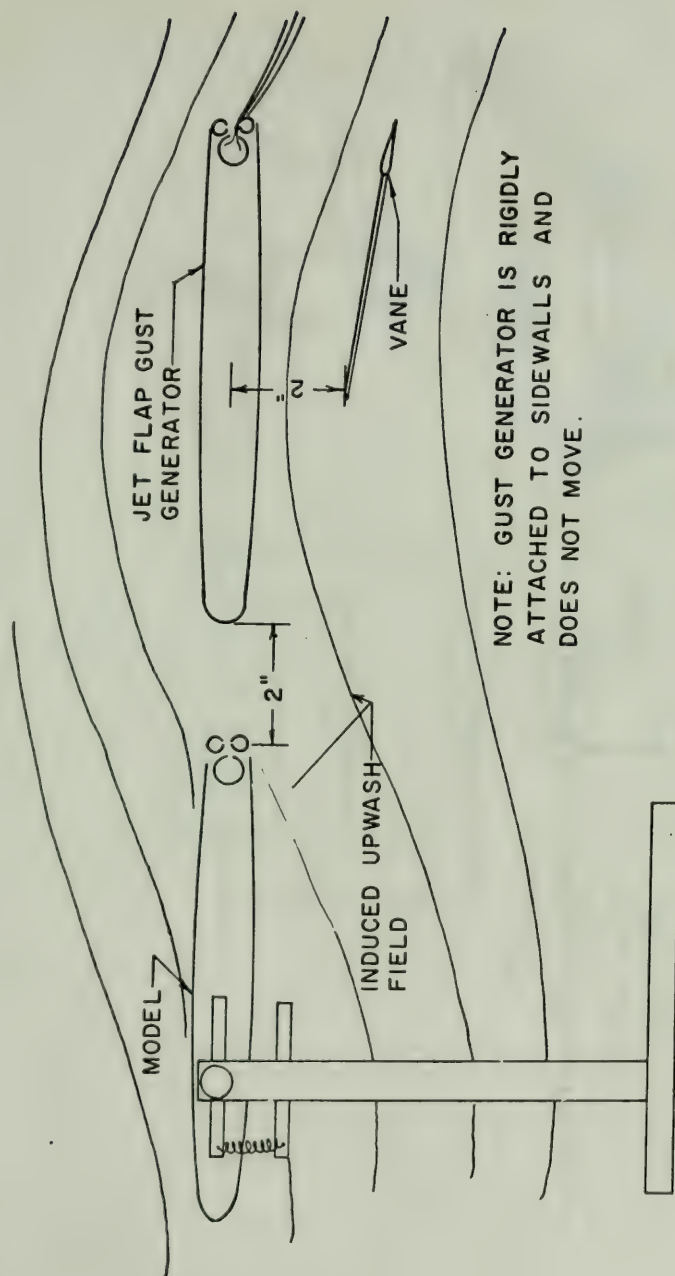 JET FLAP GUST
GENERATOR
MODEL
2"
2"
VANE
INDUCED UPWASH
FIELD
NOTE: GUST GENERATOR IS RIGIDLY
ATTACHED TO SIDEWALLS AND
DOES NOT MOVE.